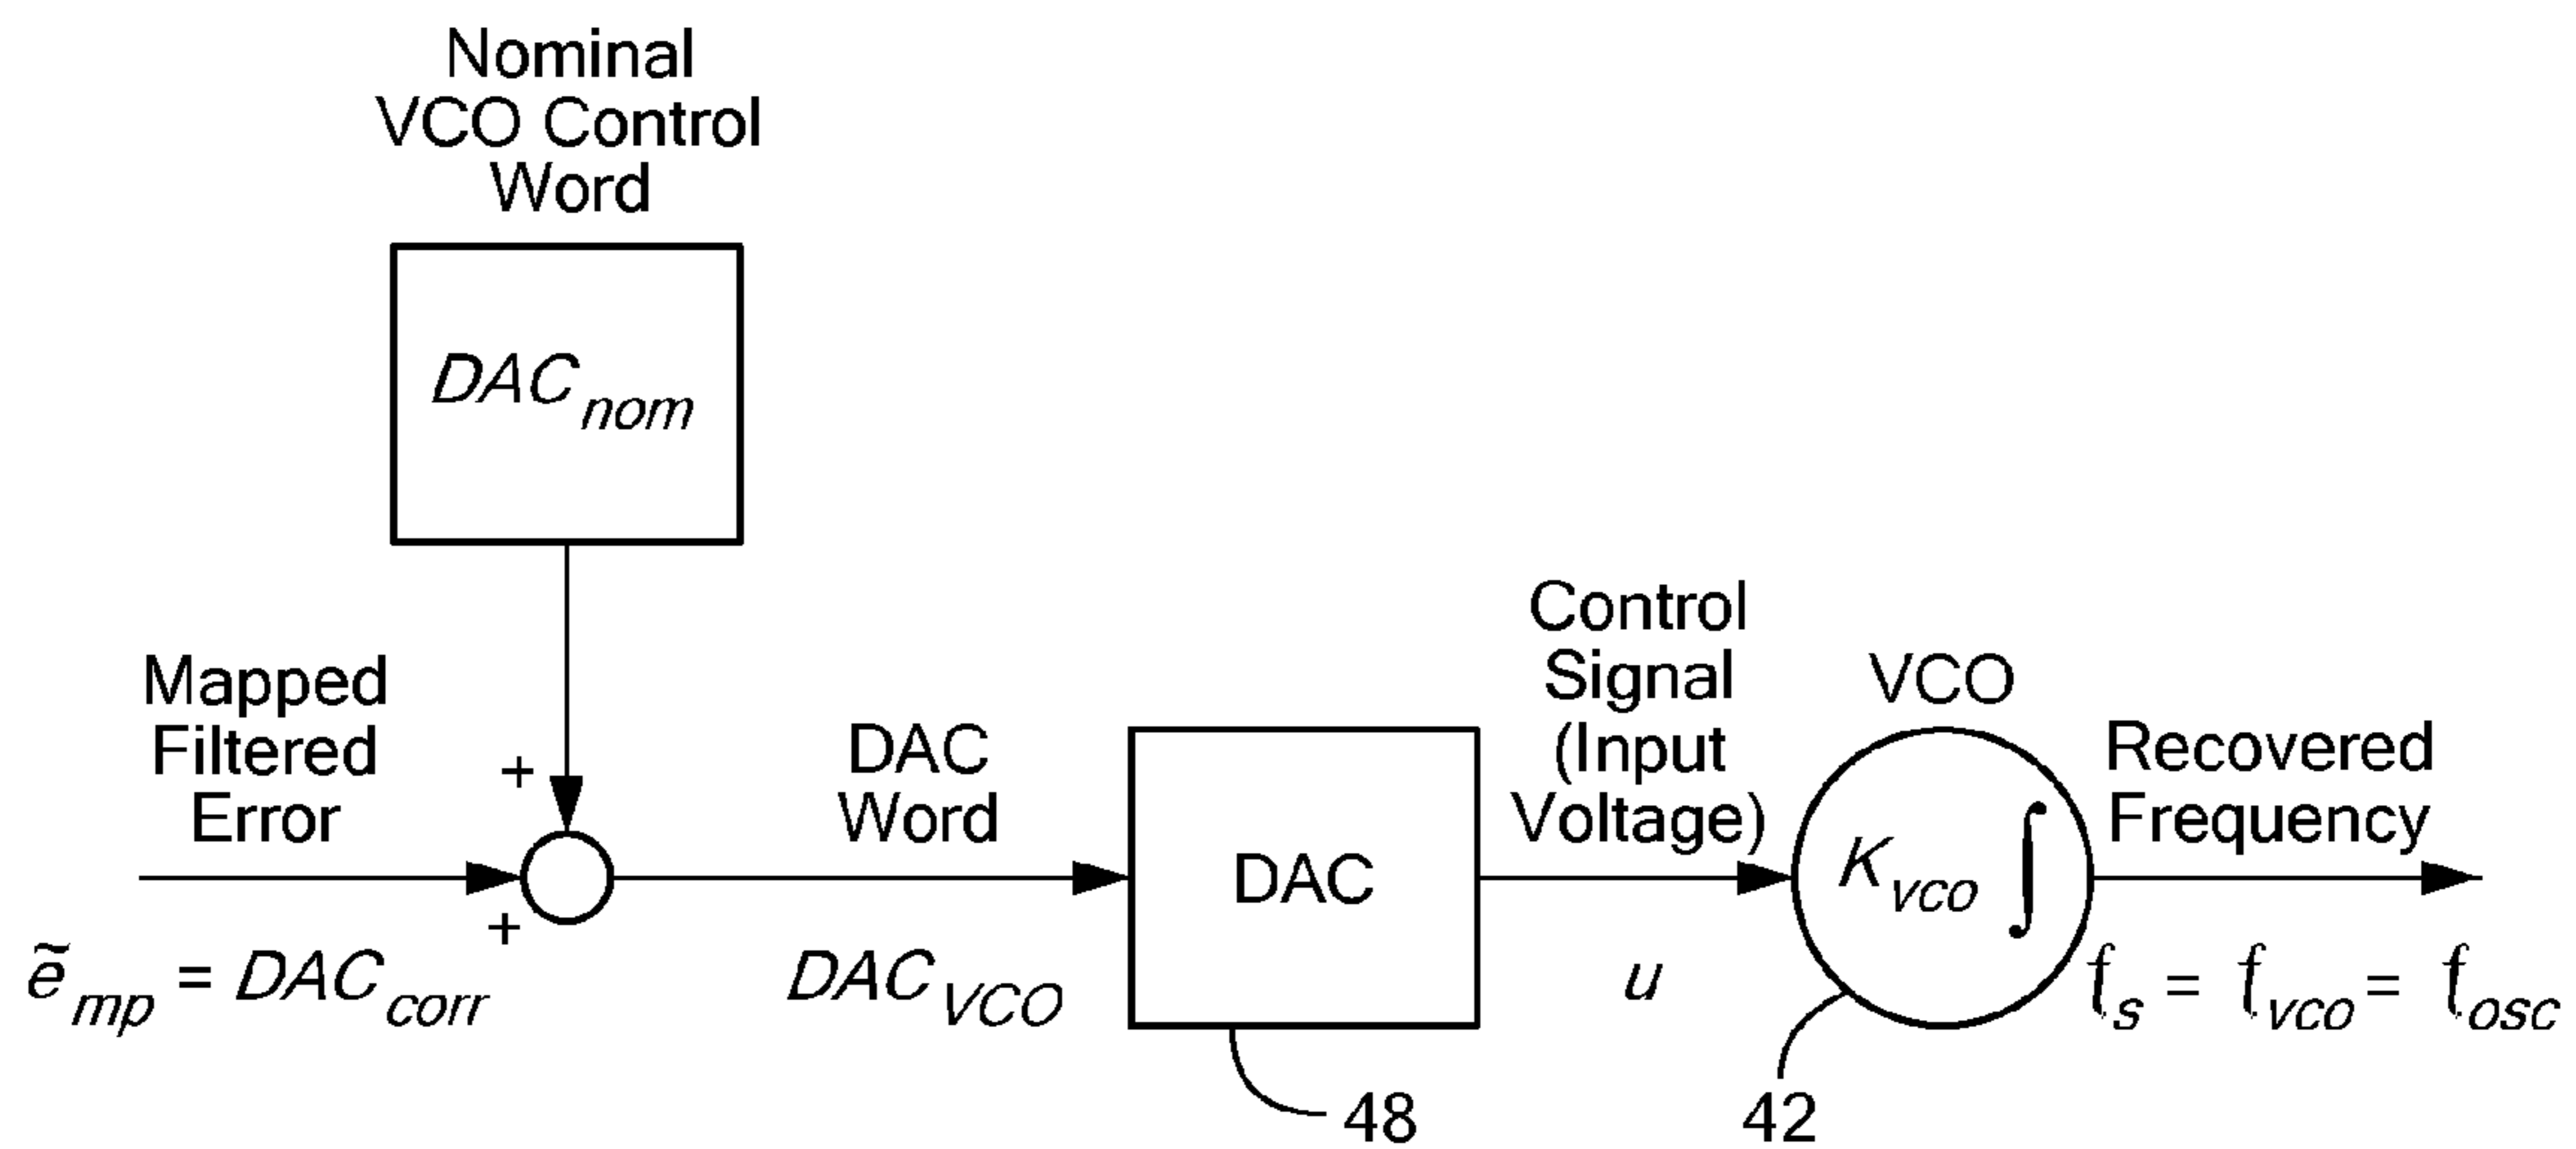 Nominal
VCO Control
Word
DAC nom
Mapped
Filtered
Error
+
+
ẽ mp = DAC corr
DAC
Word
DAC VCO
DAC
48
Control
Signal
(Input
Voltage)
u
VCO
K vco ∫
42
Recovered
Frequency
f s = f vco = f osc